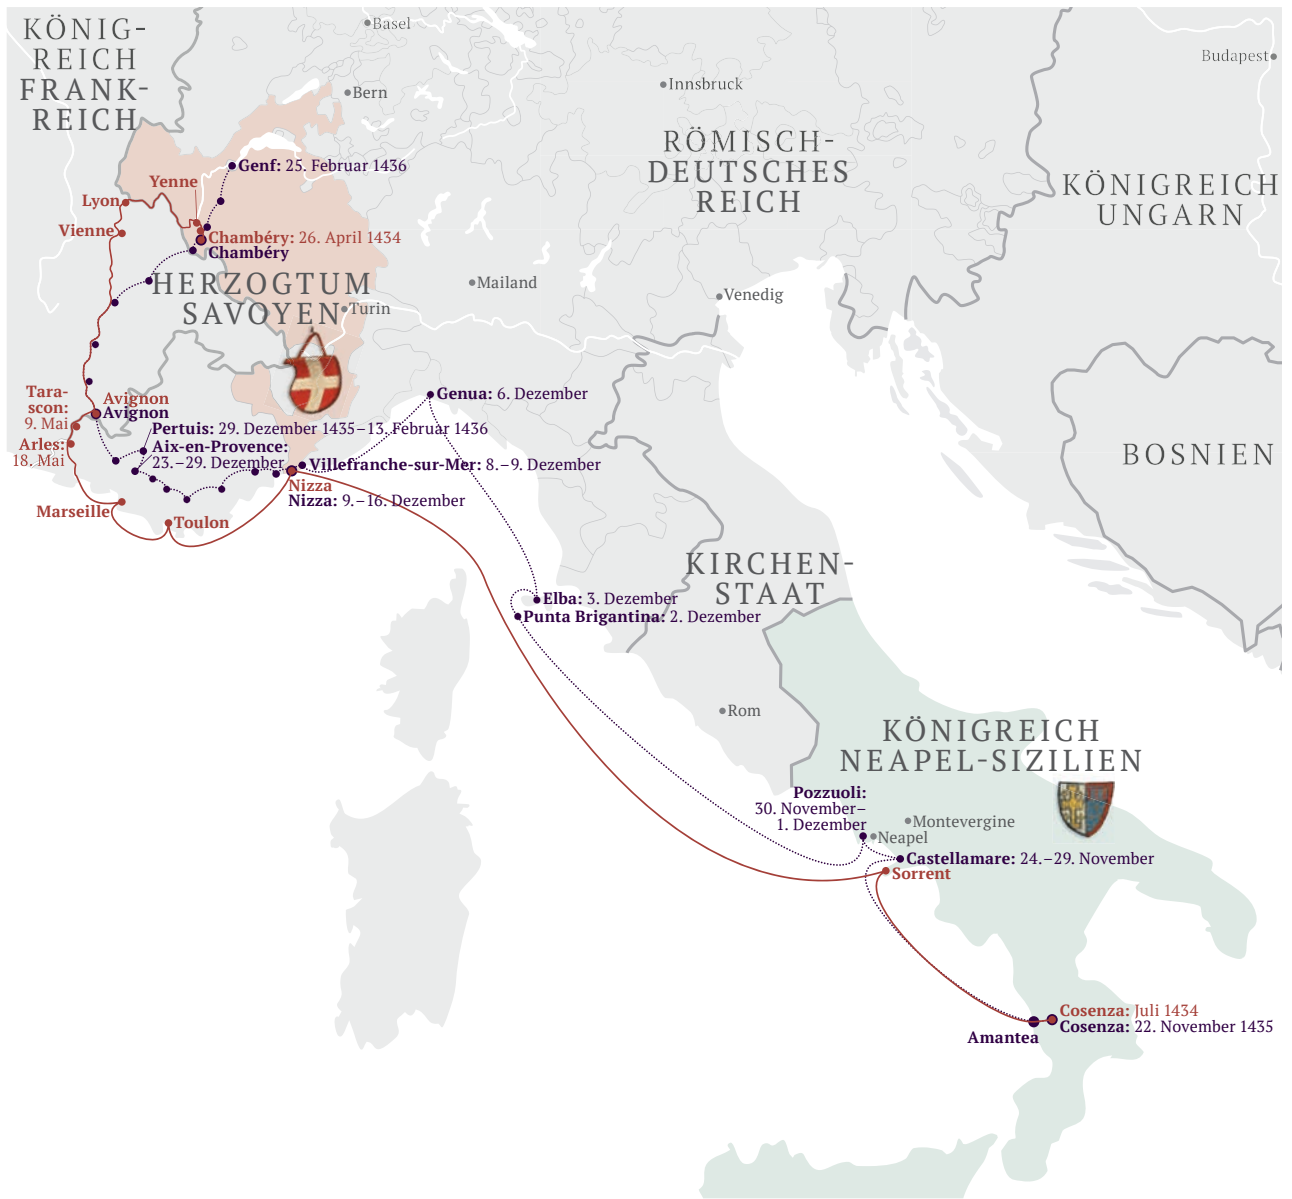 KÖNIG-
REICH
FRANK-
REICH
Basel
Budapest
Bern
Innsbruck
RÖMISCH-
DEUTSCHES
REICH
KÖNIGREICH
UNGARN
Genf: 25. Februar 1436
Yenne
Lyon
Vienne
Chambéry: 26. April 1434
Chambéry
HERZOGTUM
SAVOYEN
Turin
Mailand
Venedig
Tara-
scon:
9. Mai
Arles:
18. Mai
Avignon
Avignon
Genua: 6. Dezember
Pertuis: 29. Dezember 1435–13. Februar 1436
Aix-en-Provence:
23.–29. Dezember
Villefranche-sur-Mer: 8.–9. Dezember
Nizza
Nizza: 9.–16. Dezember
Marseille
Toulon
BOSNIEN
KIRCHEN-
STAAT
Elba: 3. Dezember
Punta Brigantina: 2. Dezember
Rom
KÖNIGREICH
NEAPEL-SIZILIEN
Pozzuoli:
30. November–
1. Dezember
Montevergine
Neapel
Castellamare: 24.–29. November
Sorrent
Cosenza: Juli 1434
Cosenza: 22. November 1435
Amantea